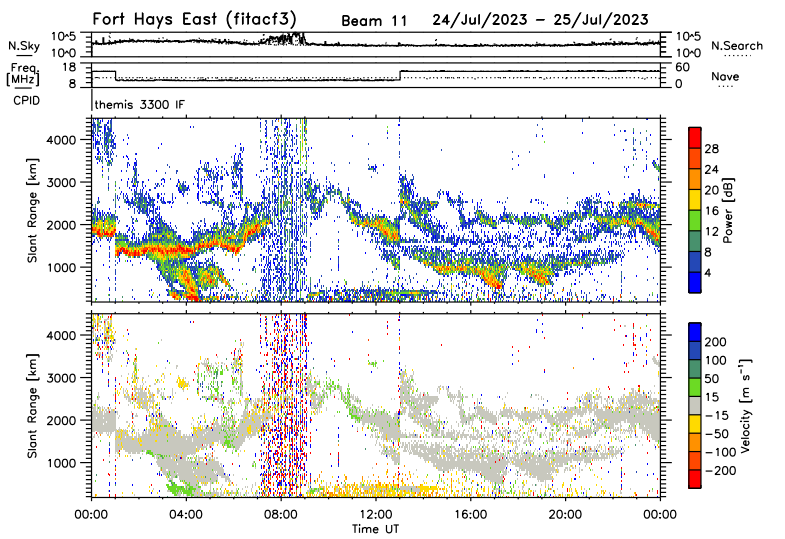 Fort Hays East (fitacf3) Beam 11 24/Jul/2023 − 25/Jul/2023
N.Sky 10^5 10^0 10^5 10^0 N.Search
Freq. [MHz] 18 8 60 0 Nave
CPID themis 3300 IF
Slant Range [km] 4000 3000 2000 1000
Power [dB] 28 24 20 16 12 8 4
Slant Range [km] 4000 3000 2000 1000
Velocity [m s⁻¹] 200 100 50 15 −15 −50 −100 −200
00:00 04:00 08:00 12:00 16:00 20:00 00:00
Time UT